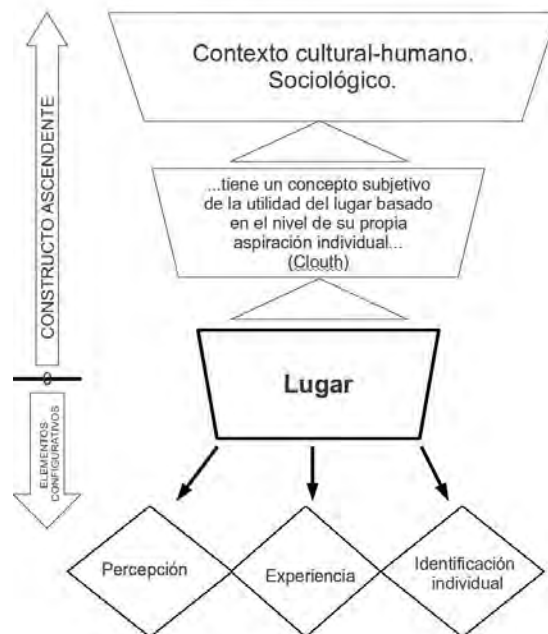 Contexto cultural-humano.
Sociológico.
...tiene un concepto subjetivo
de la utilidad del lugar basado
en el nivel de su propia
aspiración individual...
(Clouth)
CONSTRUCTO ASCENDENTE
0
Lugar
ELEMENTOS
CONFIGURATIVOS
Percepción
Experiencia
Identificación
individual